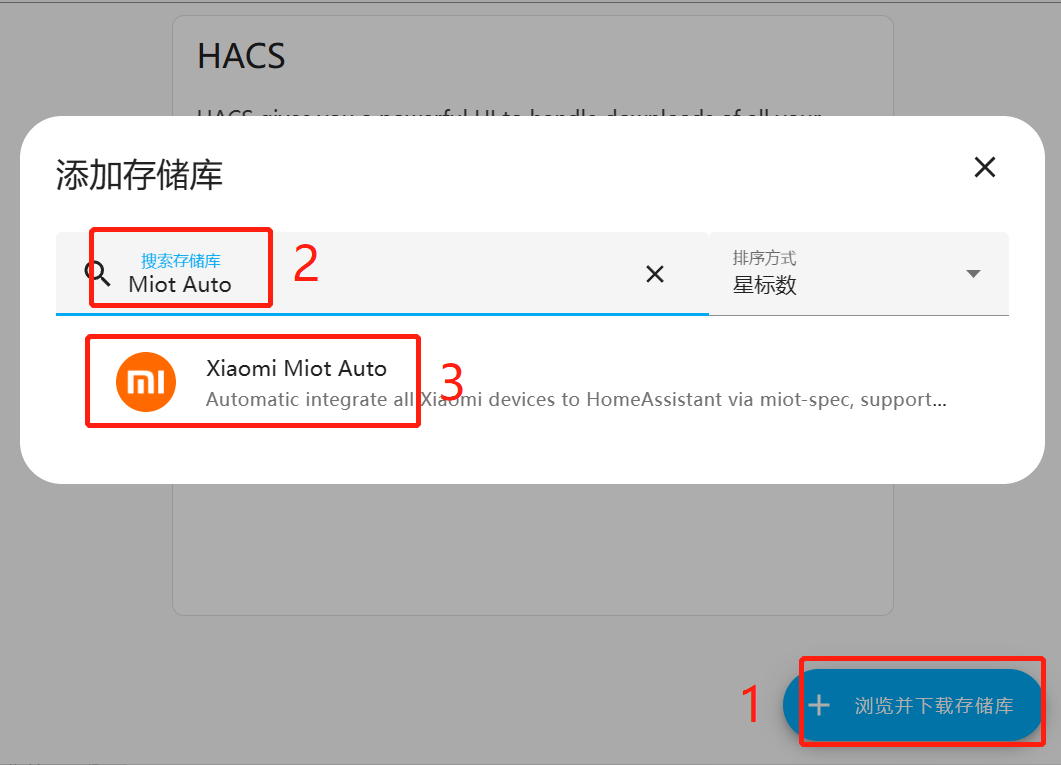 HACS
HACS gives you a powerful UI to handle downloads of all your
添加存储库
搜索存储库
Miot Auto
2
排序方式
星标数
Xiaomi Miot Auto
3
Automatic integrate all Xiaomi devices to HomeAssistant via miot-spec, support...
1
浏览并下载存储库